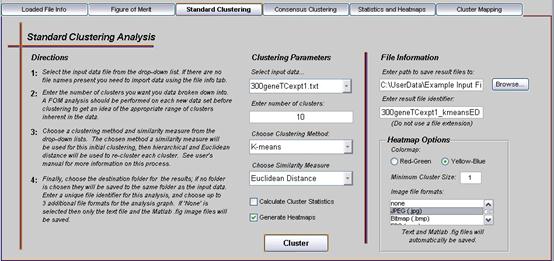 Loaded File Info
Figure of Merit
Standard Clustering
Consensus Clustering
Statistics and Heatmaps
Cluster Mapping
Standard Clustering Analysis
Directions
1: Select the input data file from the drop-down list. If there are no
file names present you need to import data using the file info tab.
2: Enter the number of clusters you want you data broken down into.
A FOM analysis should be performed on each new data set before
clustering to get an idea of the appropriate range of clusters
inherent in the data.
3: Choose a clustering method and similarity measure from the
drop-down lists. The chosen method & similarity measure will
be used for this initial clustering, then hierarchical and Euclidean
distance will be used to re-cluster each cluster. See user's
manual for more information on his process.
4: Finally, choose the destination folder for the results; if no folder
is chosen they will be saved to the same folder as the input data.
Enter a unique file identifier for this analysis, and choose up to
3 additional file formats for the analysis graph. If 'None' is
selected then only the text file and the Matlab .fig image files will
be saved.
Clustering Parameters
Select input data...
300geneTCexpt1.txt
Enter number of clusters:
10
Choose Clustering Method:
K-means
Choose Similarity Measure
Euclidean Distance
Calculate Cluster Statistics
Generate Heatmaps
Cluster
File Information
Enter path to save result files to:
C:\UserData\Example Input Fi
Browse...
Enter result file identifier:
300geneTCexpt1_kmeansED
(Do not use a file extension)
Heatmap Options
Colormap:
Red-Green
Yellow-Blue
Minimum Cluster Size: 1
Image file formats:
none
JPEG (.jpg)
Bitmap (.bmp)
Text and Matlab .fig files will
automatically be saved.